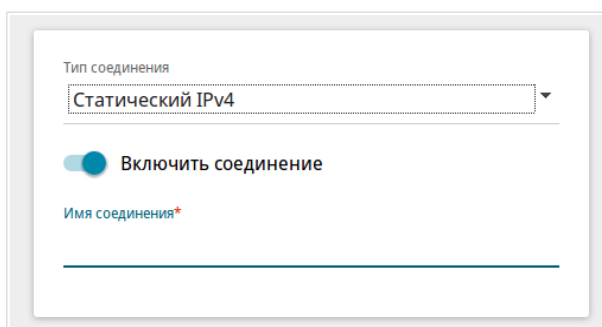 Тип соединения
Статический IPv4
Включить соединение
Имя соединения*